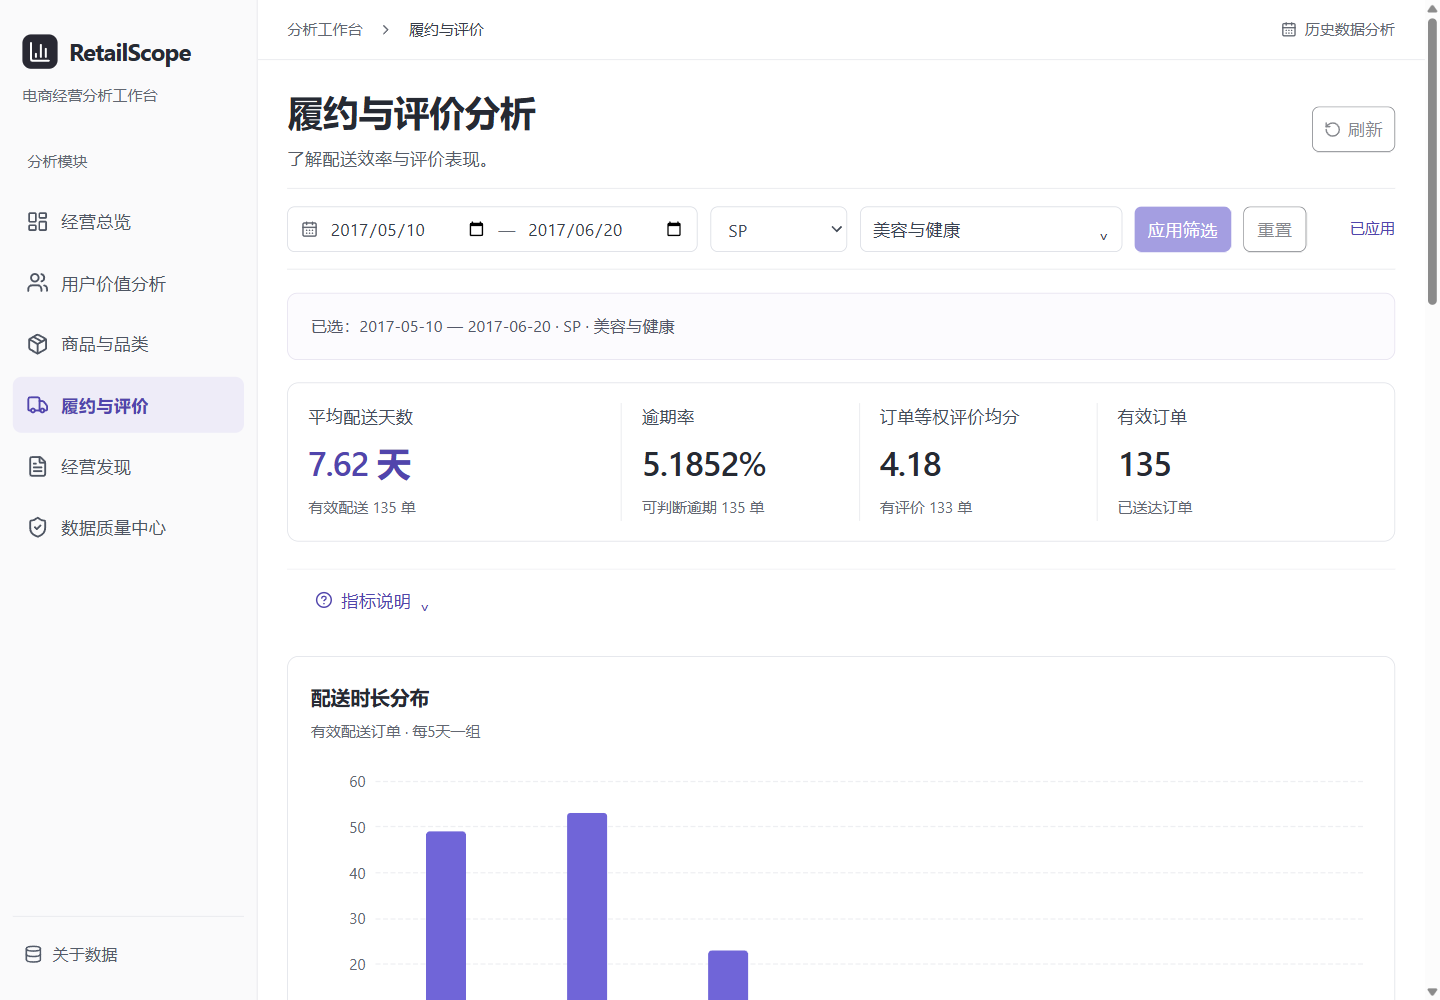 RetailScope
电商经营分析工作台
分析模块
经营总览
用户价值分析
商品与品类
履约与评价
经营发现
数据质量中心
关于数据
分析工作台 > 履约与评价
历史数据分析
履约与评价分析
了解配送效率与评价表现。
刷新
2017/05/10 — 2017/06/20
SP
美容与健康
应用筛选
重置
已应用
已选：2017-05-10 — 2017-06-20 · SP · 美容与健康
平均配送天数
7.62 天
有效配送 135 单
逾期率
5.1852%
可判断逾期 135 单
订单等权评价均分
4.18
有评价 133 单
有效订单
135
已送达订单
指标说明
配送时长分布
有效配送订单 · 每5天一组
60
50
40
30
20